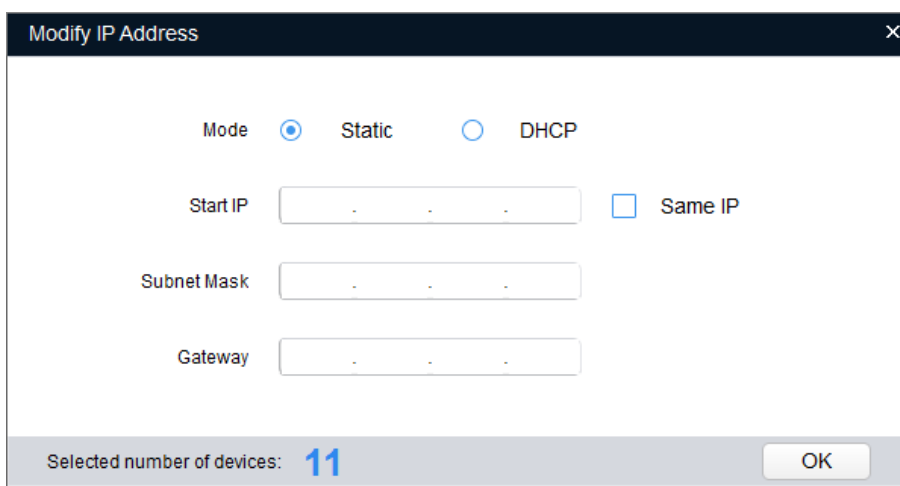 Modify IP Address
Mode Static DHCP
Start IP . . . Same IP
Subnet Mask . . .
Gateway . . .
Selected number of devices: 11 OK